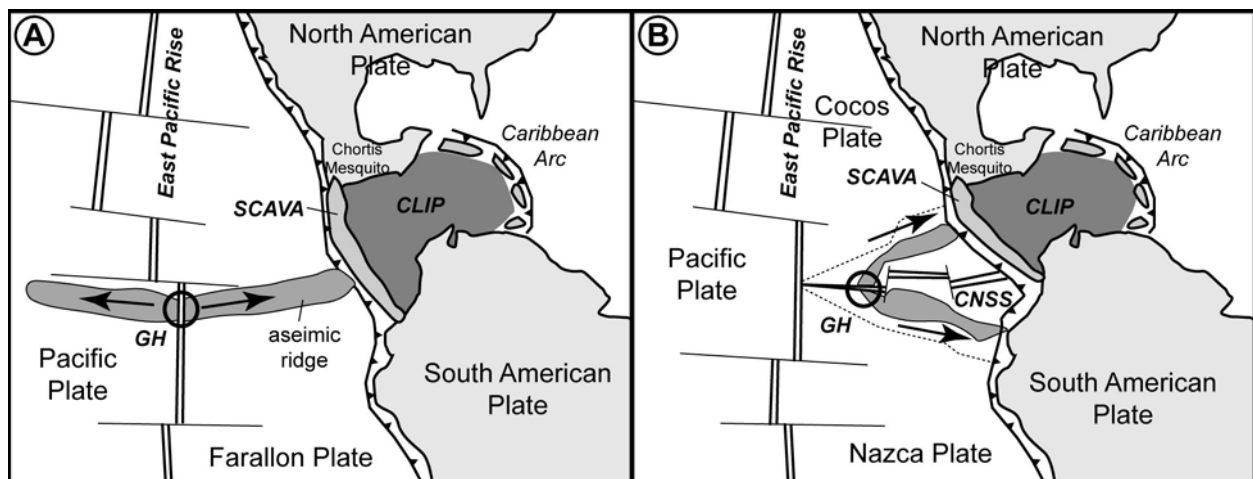 A
North American
Plate
East Pacific Rise
Chortis
Mesquito
Caribbean
Arc
SCAVA
CLIP
GH
aseimic
ridge
Pacific
Plate
South American
Plate
Farallon Plate
B
North American
Plate
Cocos
Plate
East Pacific Rise
Chortis
Mesquito
Caribbean
Arc
SCAVA
CLIP
Pacific
Plate
CNSS
GH
South American
Plate
Nazca Plate